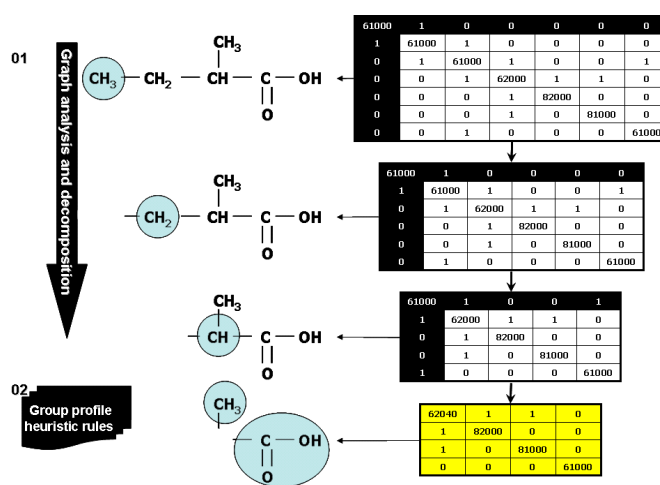 01
Graph analysis and decomposition
CH3
CH3 CH2 CH C OH
O
61000 1 0 0 0 0 0
1 61000 1 0 0 0 0
0 1 61000 1 0 0 1
0 0 1 62000 1 1 0
0 0 0 1 82000 0 0
0 0 0 1 0 81000 0
0 0 1 0 0 0 61000
CH3
CH2 CH C OH
O
61000 1 0 0 0 0
1 61000 1 0 0 1
0 1 62000 1 1 0
0 0 1 82000 0 0
0 0 1 0 81000 0
0 1 0 0 0 61000
CH3
CH C OH
O
61000 1 0 0 1
1 62000 1 1 0
0 1 82000 0 0
0 1 0 81000 0
1 0 0 0 61000
02
Group profile
heuristic rules
CH3
C OH
O
62040 1 1 0
1 82000 0 0
1 0 81000 0
0 0 0 61000